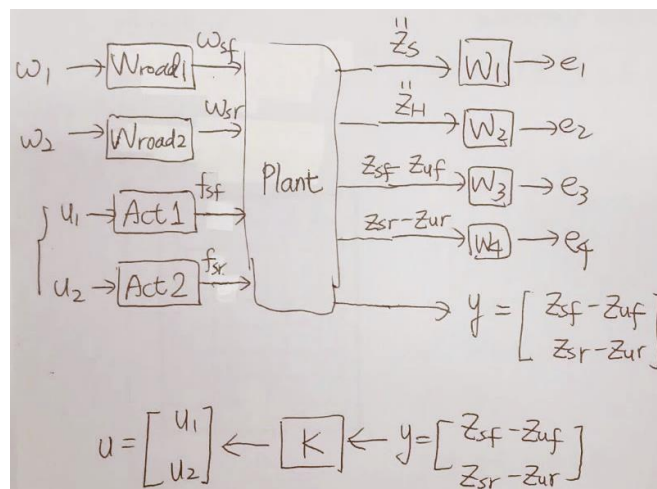 ω₁ → Wroad1 ωsf → z̈s → W1 → e₁
ω₂ → Wroad2 ωsr → z̈H → W2 → e₂
Plant
u₁ → Act1 fsf → zsf - zuf → W3 → e₃
u₂ → Act2 fsr → zsr - zur → W4 → e₄
→ y = [ zsf - zuf
zsr - zur ]
u = [ u₁ u₂ ] ← K ← y = [ zsf - zuf
zsr - zur ]